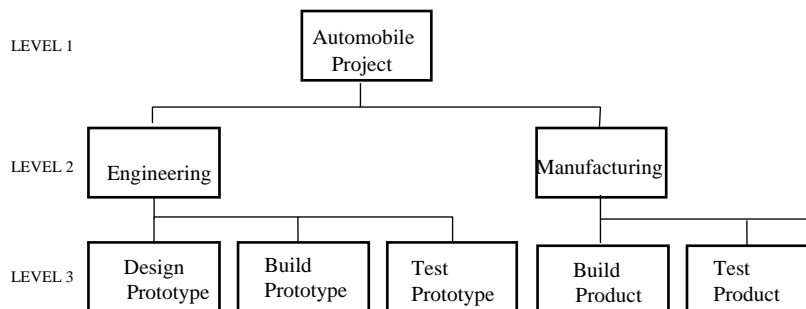 LEVEL 1
Automobile
Project
LEVEL 2
Engineering
Manufacturing
LEVEL 3
Design
Prototype
Build
Prototype
Test
Prototype
Build
Product
Test
Product